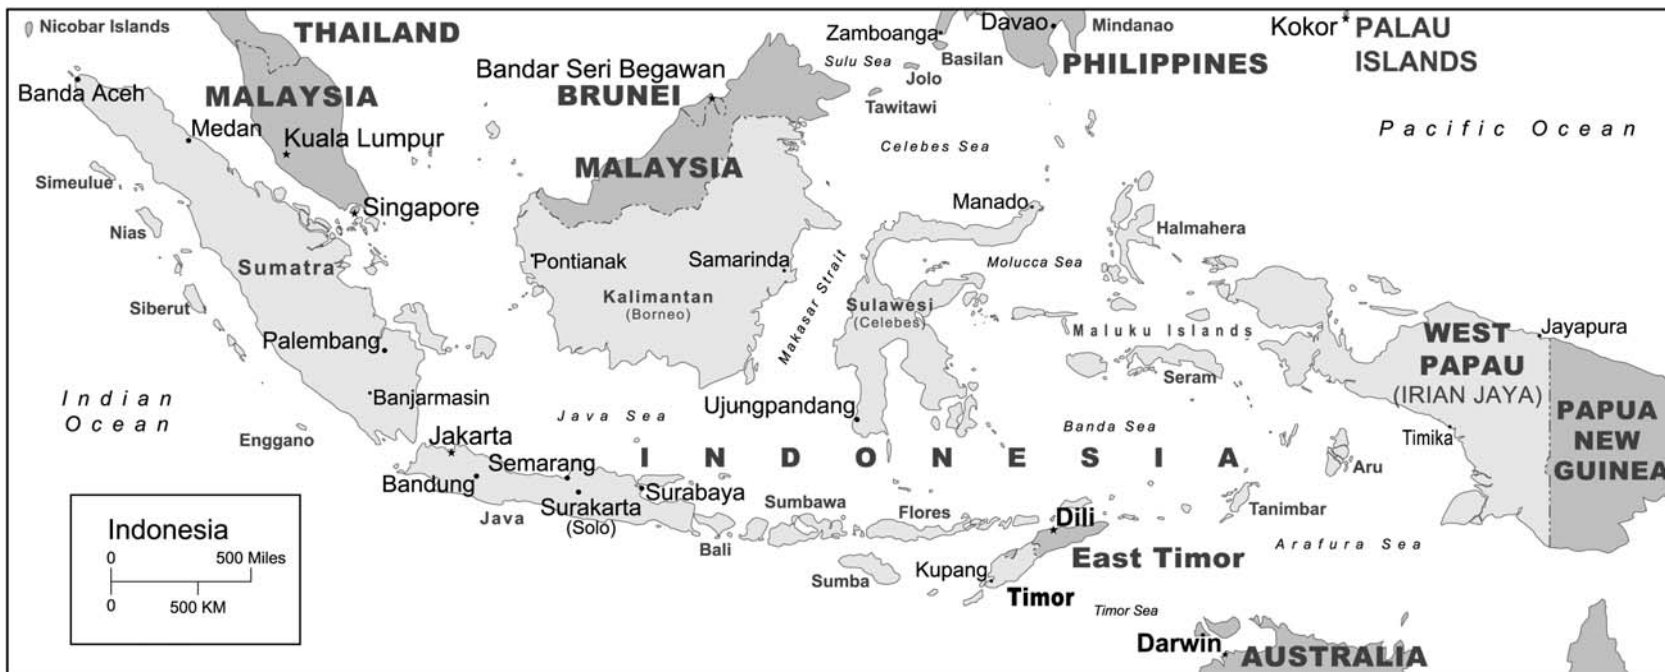 Nicobar Islands
THAILAND
Zamboanga
Davao
Mindanao
Kokor
PALAU
ISLANDS
Sulu Sea
Basilan
Jolo
PHILIPPINES
Bandar Seri Begawan
BRUNEI
Banda Aceh
MALAYSIA
Tawitawi
Medan
Kuala Lumpur
Celebes Sea
Pacific Ocean
MALAYSIA
Simeulue
Singapore
Manado
Nias
Halmahera
Sumatra
Pontianak
Samarinda
Makasar Strait
Molucca Sea
Siberut
Kalimantan
(Borneo)
Sulawesi
(Celebes)
Maluku Islands
Palembang
WEST
PAPAU
(IRIAN JAYA)
Jayapura
Seram
Indian
Ocean
Banjarmasin
Java Sea
Ujungpandang
Banda Sea
PAPUA
NEW
GUINEA
Timika
Enggano
Jakarta
INDONESIA
Semarang
Bandung
Surakarta
(Solo)
Surabaya
Java
Aru
Sumbawa
Flores
Tanimbar
Dili
Bali
East Timor
Arafura Sea
Sumba
Kupang
Timor
Timor Sea
Darwin
AUSTRALIA
Indonesia
0 500 Miles
0 500 KM